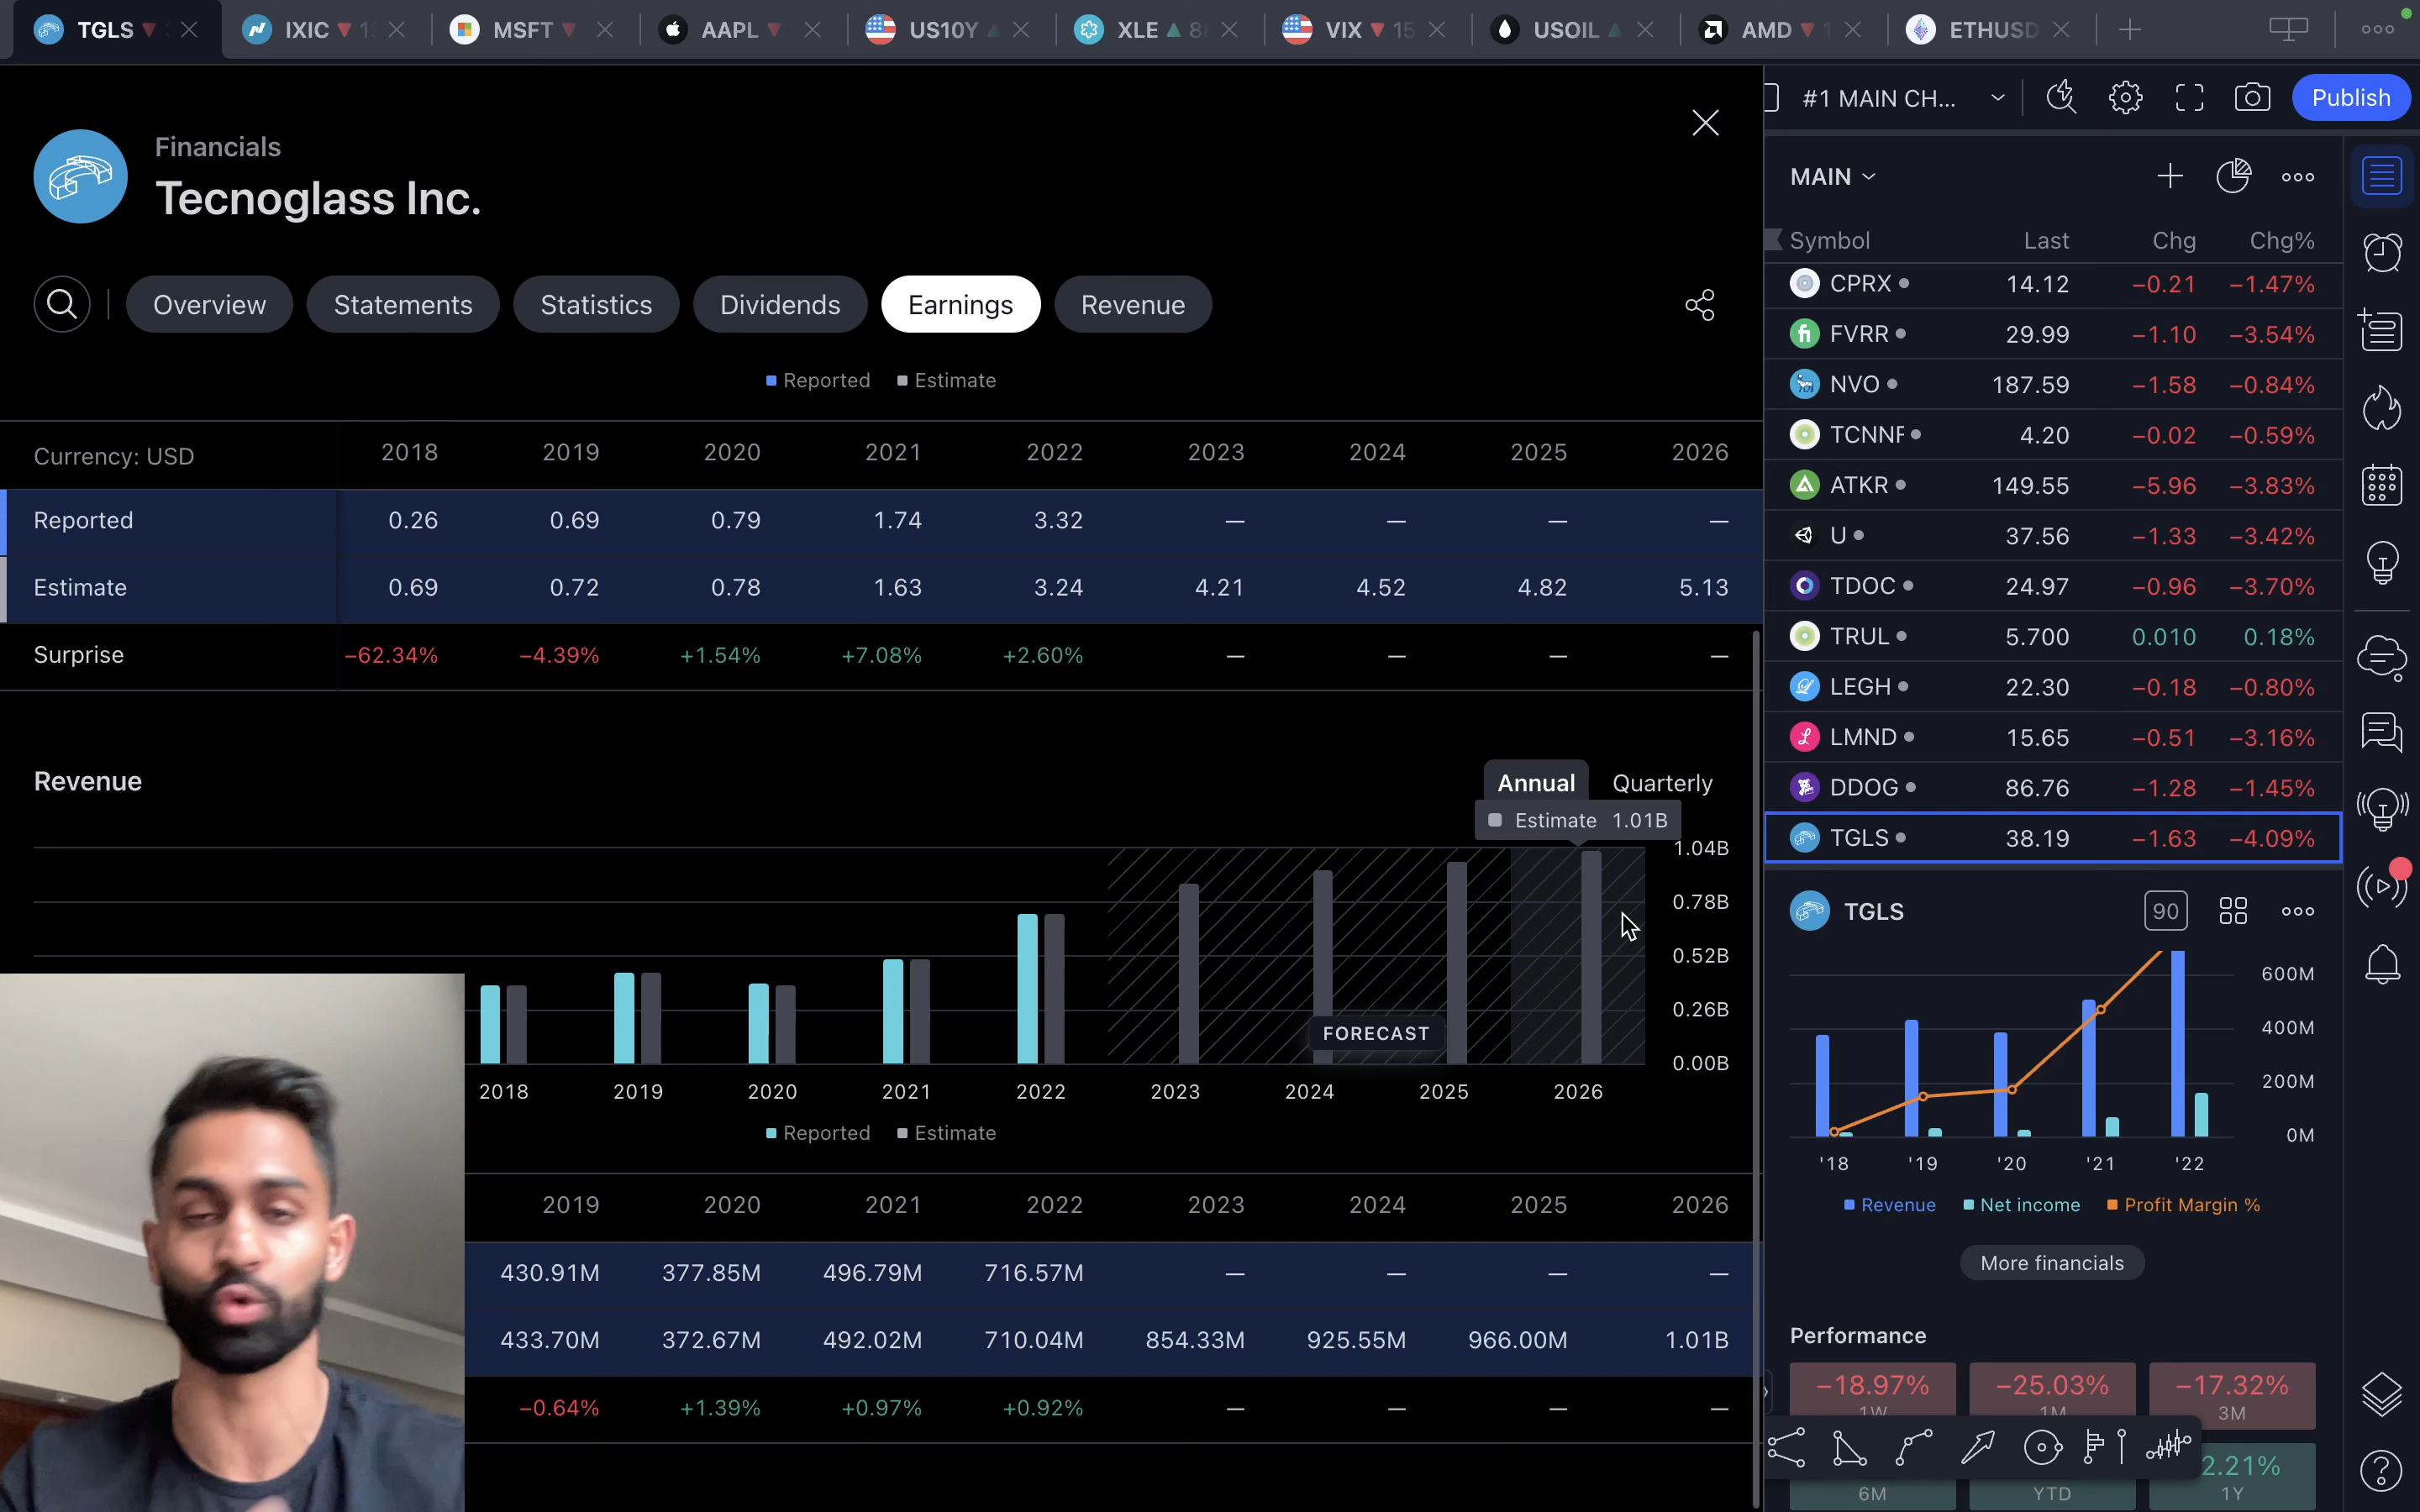 TGLS IXIC MSFT AAPL US10Y XLE VIX 15 USOIL AMD ETHUSD
Financials
Tecnoglass Inc.
Overview Statements Statistics Dividends Earnings Revenue
Reported Estimate
Currency: USD 2018 2019 2020 2021 2022 2023 2024 2025 2026
Reported 0.26 0.69 0.79 1.74 3.32 — — — —
Estimate 0.69 0.72 0.78 1.63 3.24 4.21 4.52 4.82 5.13
Surprise −62.34% −4.39% +1.54% +7.08% +2.60% — — — —
Revenue
Annual Quarterly
Estimate 1.01B
1.04B
0.78B
0.52B
0.26B
0.00B
FORECAST
2018 2019 2020 2021 2022 2023 2024 2025 2026
Reported Estimate
2019 2020 2021 2022 2023 2024 2025 2026
430.91M 377.85M 496.79M 716.57M — — — —
433.70M 372.67M 492.02M 710.04M 854.33M 925.55M 966.00M 1.01B
−0.64% +1.39% +0.97% +0.92% — — — —
#1 MAIN CH... Publish
MAIN
Symbol Last Chg Chg%
CPRX 14.12 −0.21 −1.47%
FVRR 29.99 −1.10 −3.54%
NVO 187.59 −1.58 −0.84%
TCNNF 4.20 −0.02 −0.59%
ATKR 149.55 −5.96 −3.83%
U 37.56 −1.33 −3.42%
TDOC 24.97 −0.96 −3.70%
TRUL 5.700 0.010 0.18%
LEGH 22.30 −0.18 −0.80%
LMND 15.65 −0.51 −3.16%
DDOG 86.76 −1.28 −1.45%
TGLS 38.19 −1.63 −4.09%
TGLS 90
600M
400M
200M
0M
'18 '19 '20 '21 '22
Revenue Net income Profit Margin %
More financials
Performance
−18.97% −25.03% −17.32%
1W 1M 3M
2.21%
6M YTD 1Y